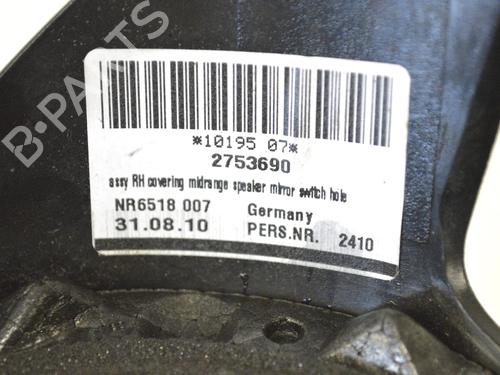 B-PARTS
*10195 07*
2753690
assy RH covering midrange speaker mirror switch hole
NR6518 007 Germany
31.08.10 PERS.NR. 2410